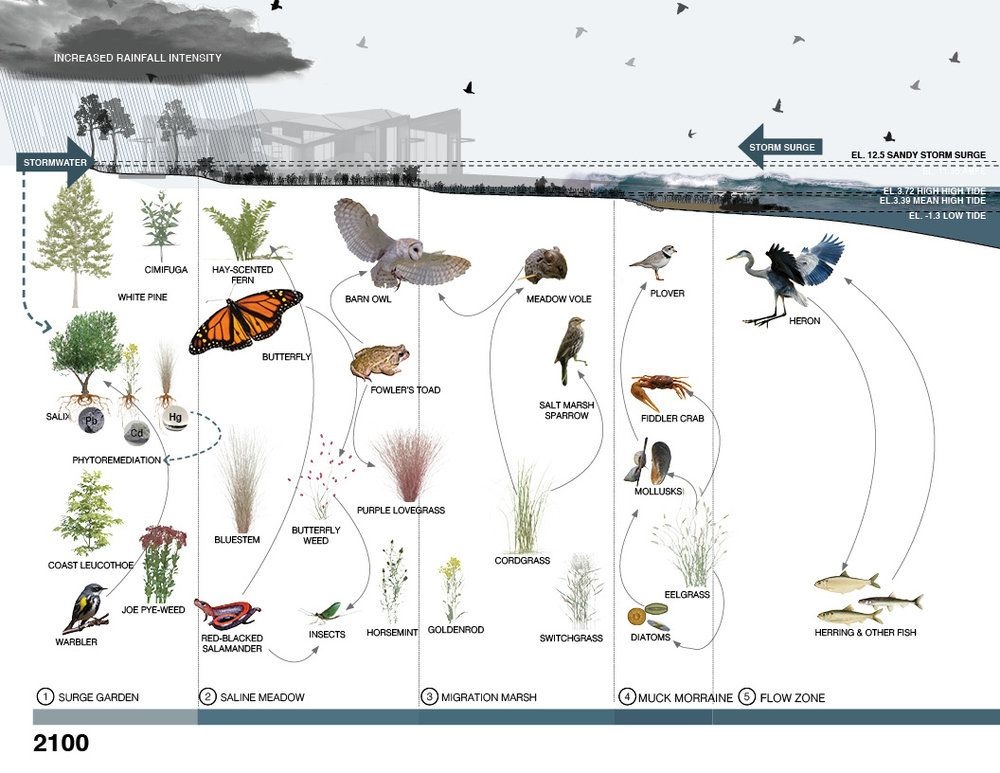 INCREASED RAINFALL INTENSITY
STORMWATER
STORM SURGE
EL. 12.5 SANDY STORM SURGE
EL. 3.72 HIGH HIGH TIDE
EL.3.39 MEAN HIGH TIDE
EL. -1.3 LOW TIDE
CIMIFUGA
WHITE PINE
HAY-SCENTED
FERN
BARN OWL
MEADOW VOLE
PLOVER
HERON
BUTTERFLY
FOWLER'S TOAD
SALT MARSH
SPARROW
FIDDLER CRAB
SALIX
Pb
Cd
Hg
PHYTOREMEDIATION
MOLLUSKS
PURPLE LOVEGRASS
BLUESTEM
BUTTERFLY
WEED
CORDGRASS
COAST LEUCOTHOE
EELGRASS
JOE PYE-WEED
WARBLER
RED-BLACKED
SALAMANDER
INSECTS
HORSEMINT
GOLDENROD
SWITCHGRASS
DIATOMS
HERRING & OTHER FISH
1 SURGE GARDEN
2 SALINE MEADOW
3 MIGRATION MARSH
4 MUCK MORRAINE
5 FLOW ZONE
2100